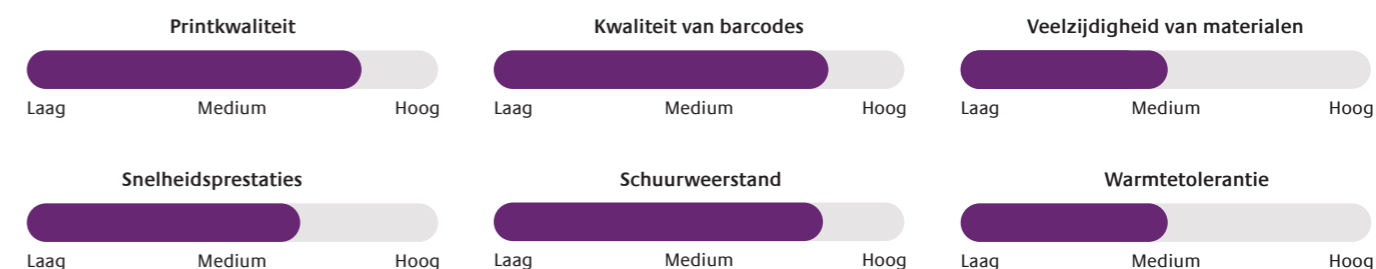 Printkwaliteit
Laag Medium Hoog
Kwaliteit van barcodes
Laag Medium Hoog
Veelzijdigheid van materialen
Laag Medium Hoog
Snelheidsprestaties
Laag Medium Hoog
Schuurweerstand
Laag Medium Hoog
Warmtetolerantie
Laag Medium Hoog